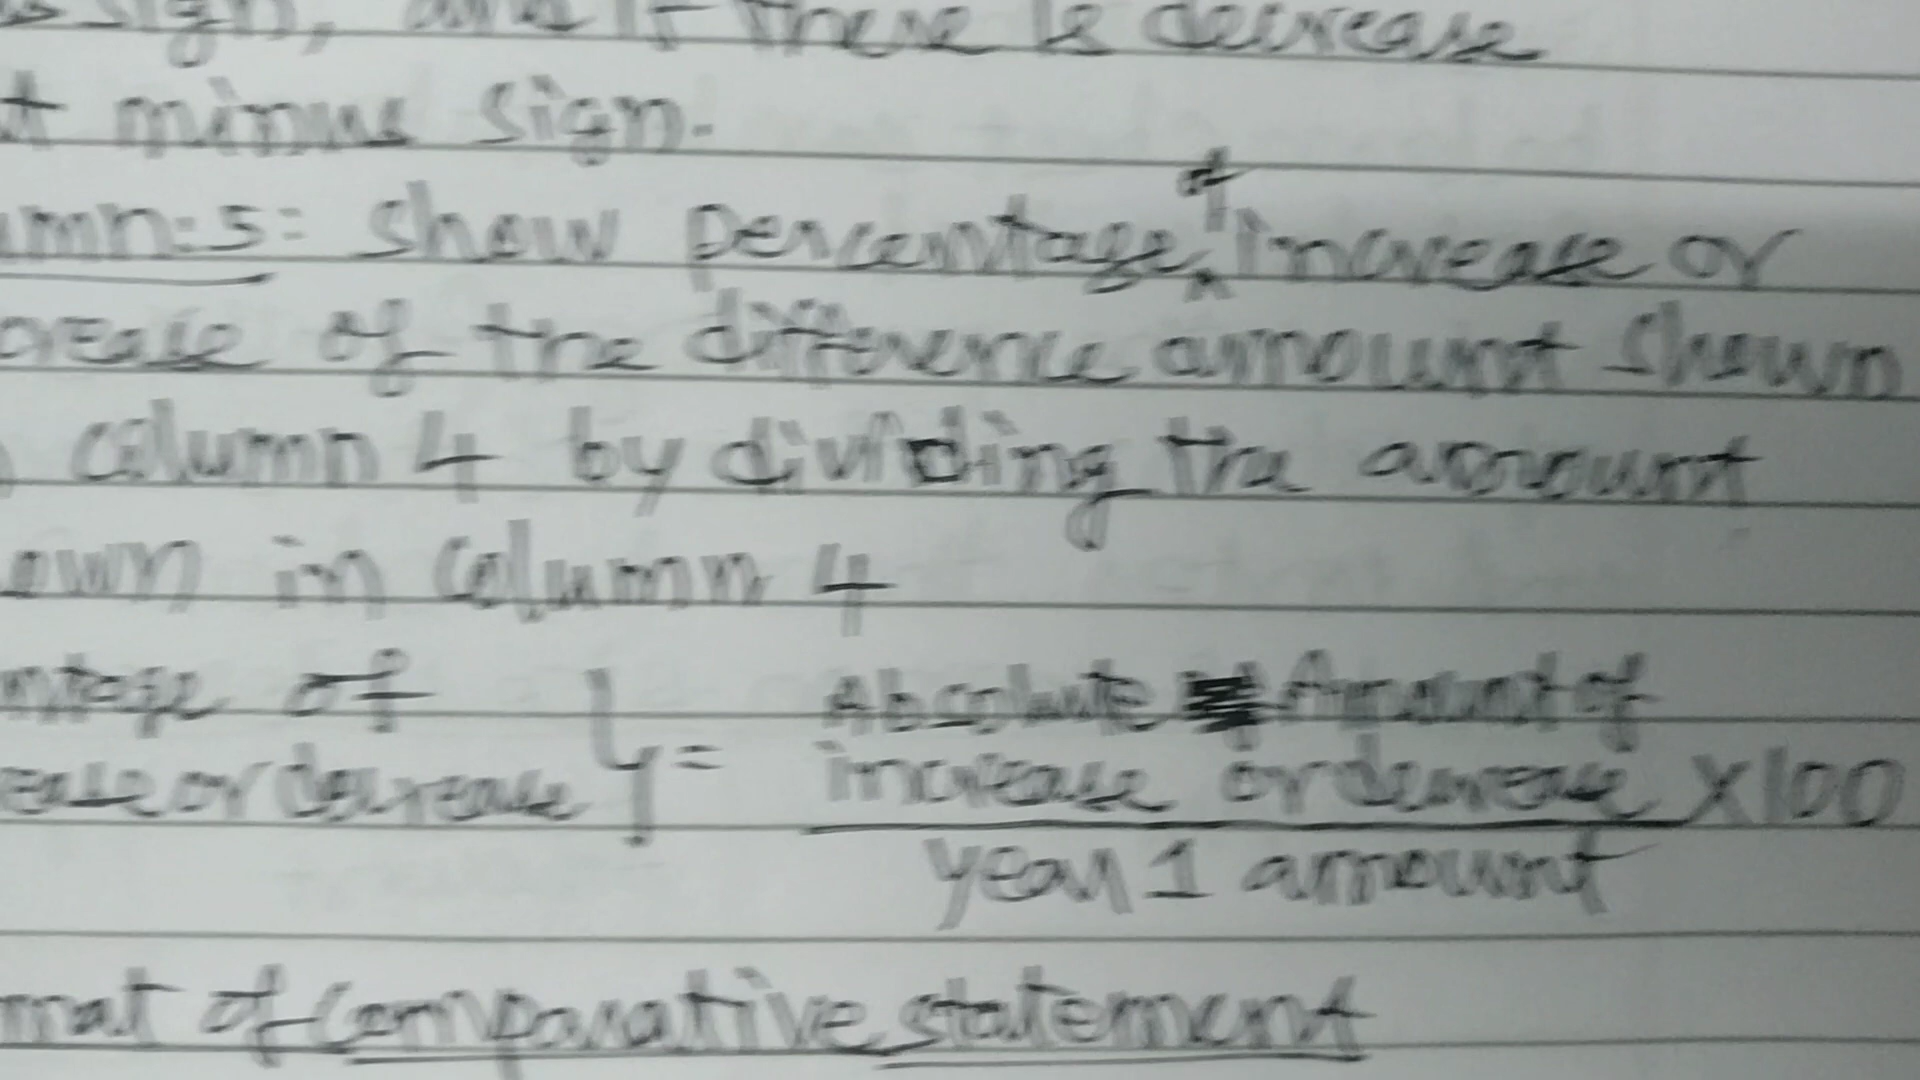 sign, and if there is decrease
minus sign.
umn:5: Show percentage of increase or
crease of the difference amount shown
column 4 by dividing the amount
own in column 4
ntage of } = Absolute Amount of
ease or decrease increase or decrease X100
year 1 amount
mat of comparative statement